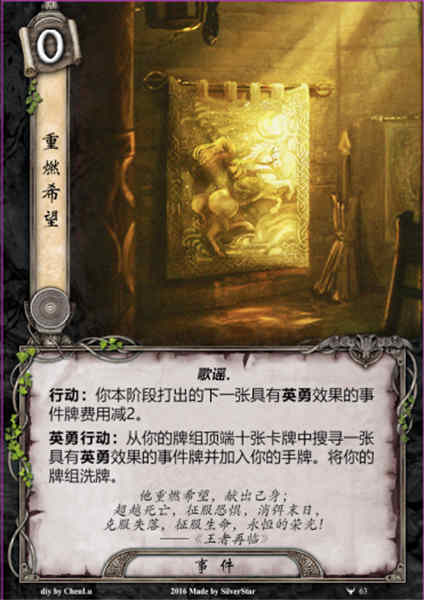 0
重燃希望
歌谣.
行动：你本阶段打出的下一张具有英勇效果的事
件牌费用减2。
英勇行动：从你的牌组顶端十张卡牌中搜寻一张
具有英勇效果的事件牌并加入你的手牌。将你的
牌组洗牌。
他重燃希望，献出己身；
超越死亡，征服恐惧，消弭末日，
克服失落，征服生命，永恒的荣光！
——《王者再临》
事 件
diy by ChenLu
2016 Made by SilverStar
63